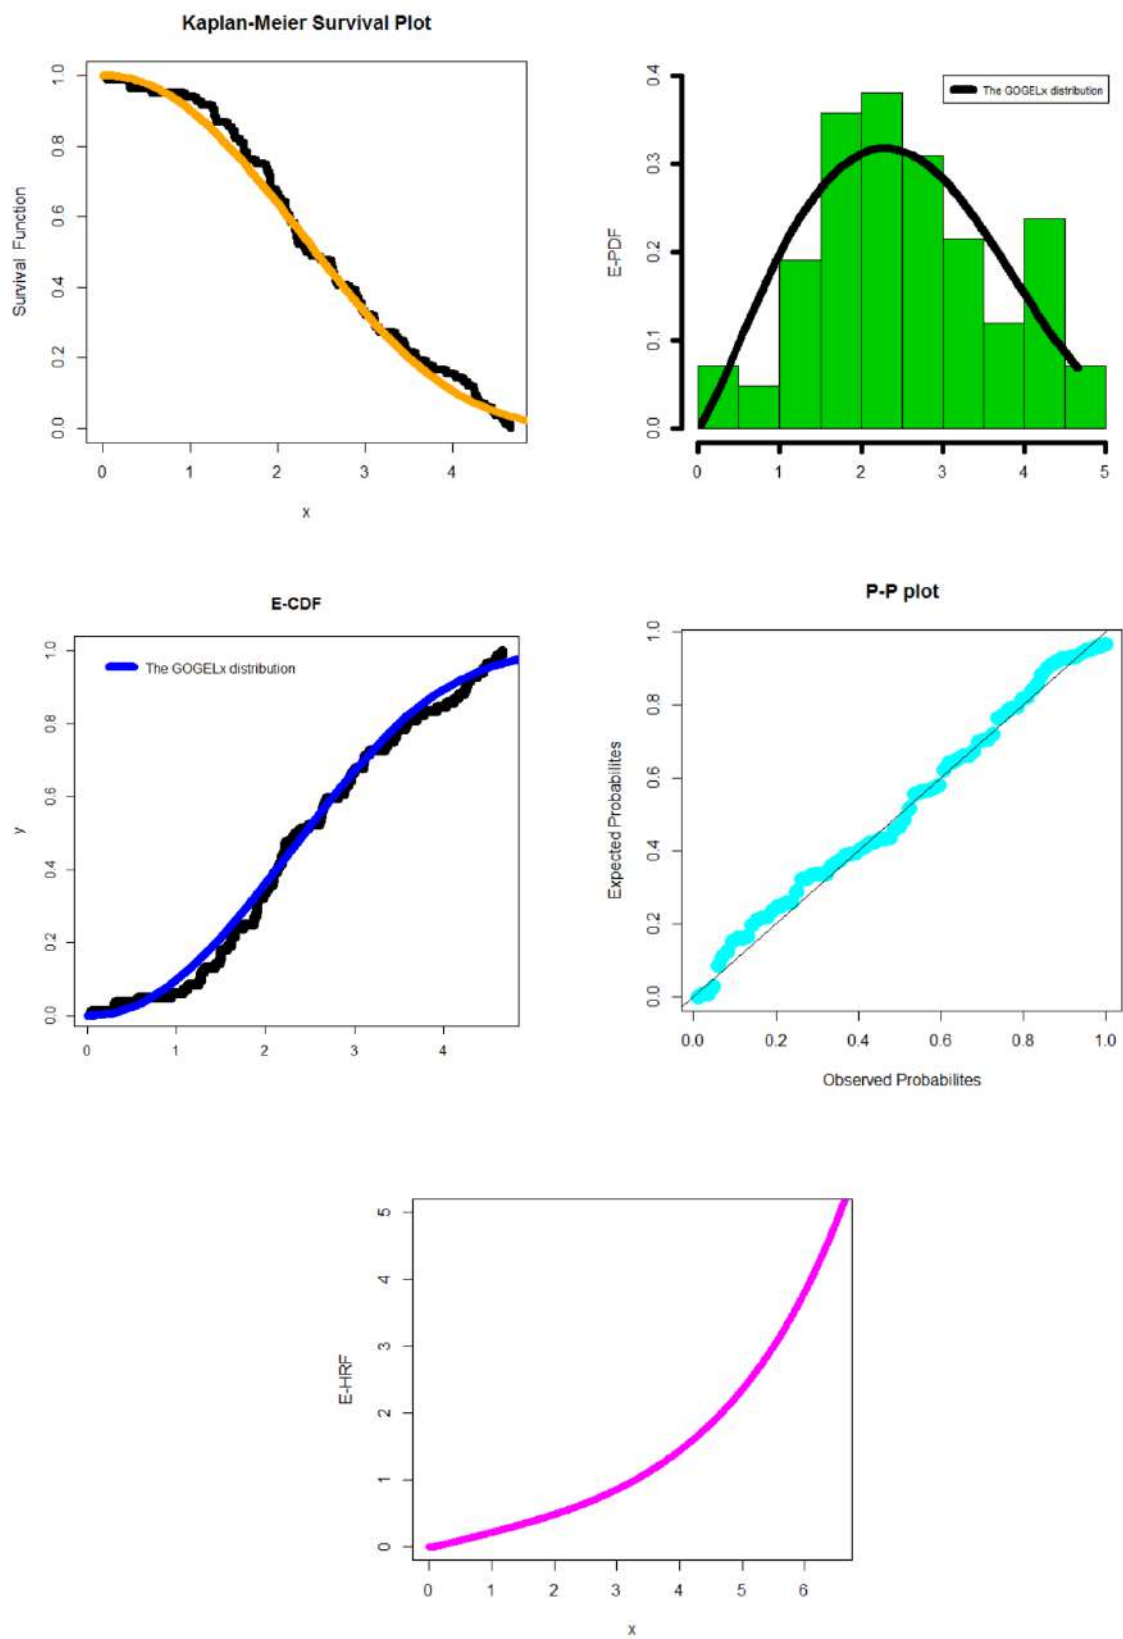 Kaplan-Meier Survival Plot
Survival Function
1.0
0.8
0.6
0.4
0.2
0.0
0 1 2 3 4
x
The GOGELx distribution
E-PDF
0.4
0.3
0.2
0.1
0.0
0 1 2 3 4 5
E-CDF
The GOGELx distribution
y
1.0
0.8
0.6
0.4
0.2
0.0
0 1 2 3 4
P-P plot
Expected Probabilites
1.0
0.8
0.6
0.4
0.2
0.0
0.0 0.2 0.4 0.6 0.8 1.0
Observed Probabilites
E-HRF
5
4
3
2
1
0
0 1 2 3 4 5 6
x